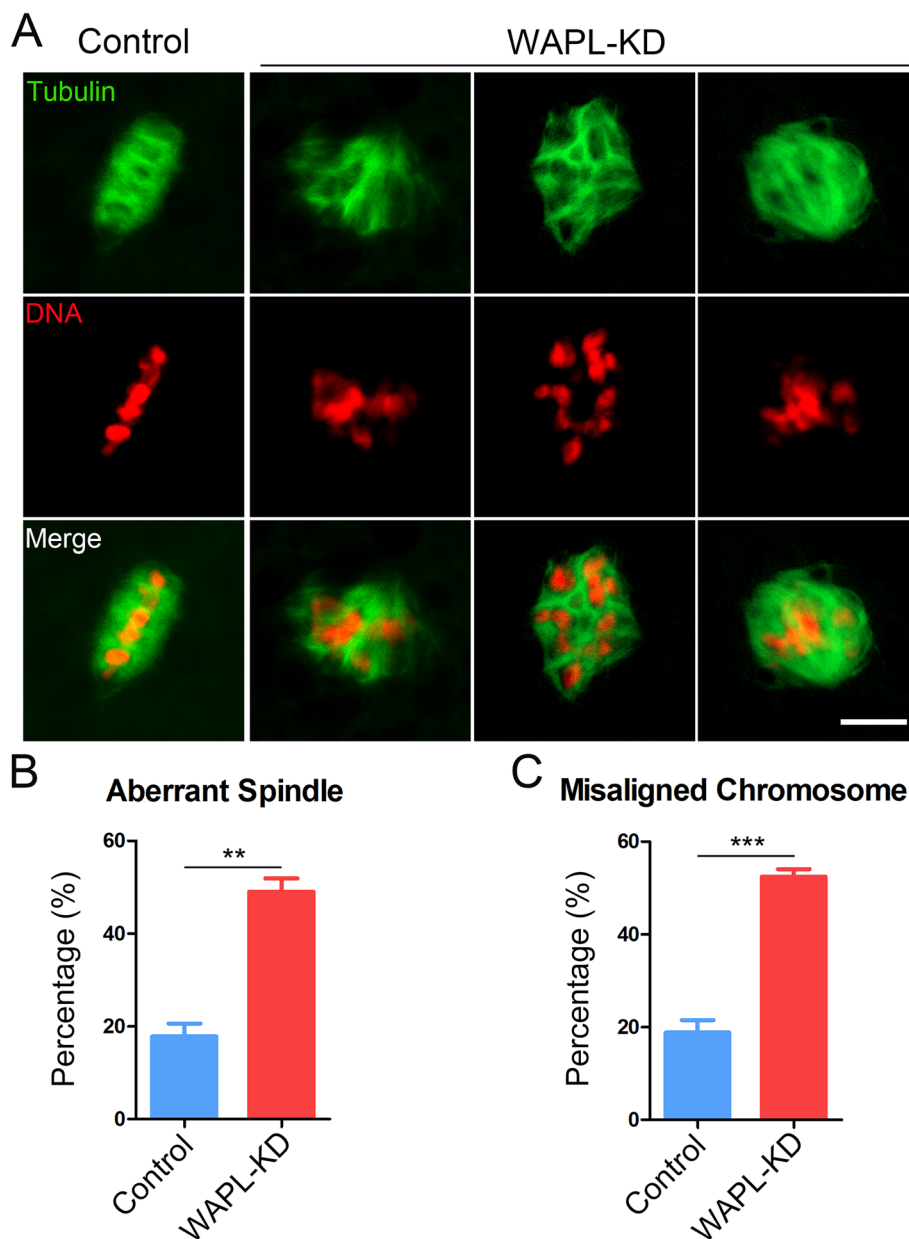 A
Control
WAPL-KD
Tubulin
DNA
Merge
B
Aberrant Spindle
**
Percentage (%)
60
40
20
0
Control
WAPL-KD
C
Misaligned Chromosome
***
Percentage (%)
60
40
20
0
Control
WAPL-KD